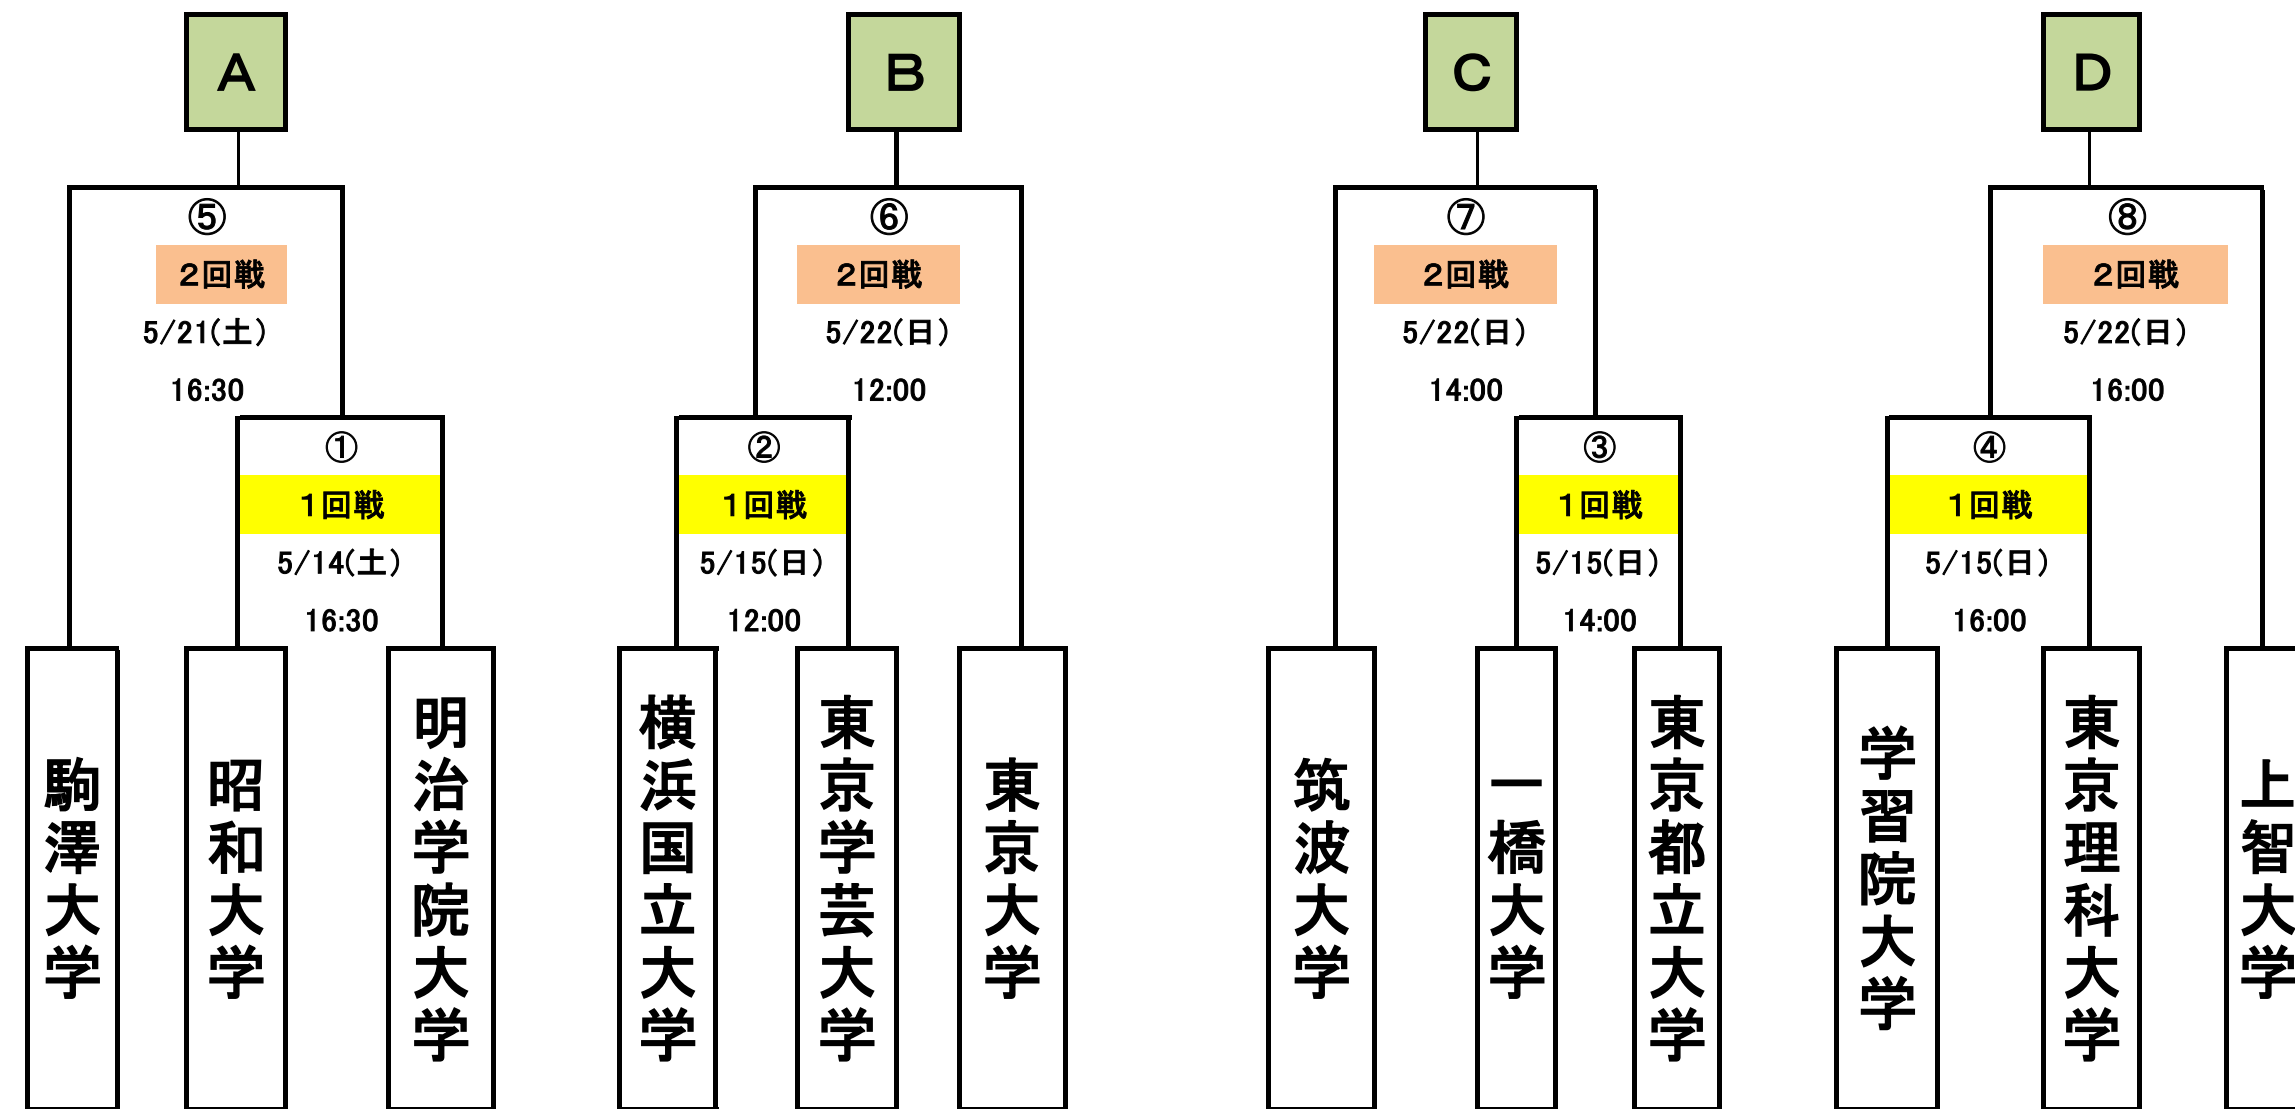 A
B
C
D
⑤
⑥
⑦
⑧
2回戦
2回戦
2回戦
2回戦
5/21(土)
5/22(日)
5/22(日)
5/22(日)
16:30
12:00
14:00
16:00
①
②
③
④
1回戦
1回戦
1回戦
1回戦
5/14(土)
5/15(日)
5/15(日)
5/15(日)
16:30
12:00
14:00
16:00
駒澤大学
昭和大学
明治学院大学
横浜国立大学
東京学芸大学
東京大学
筑波大学
一橋大学
東京都立大学
学習院大学
東京理科大学
上智大学